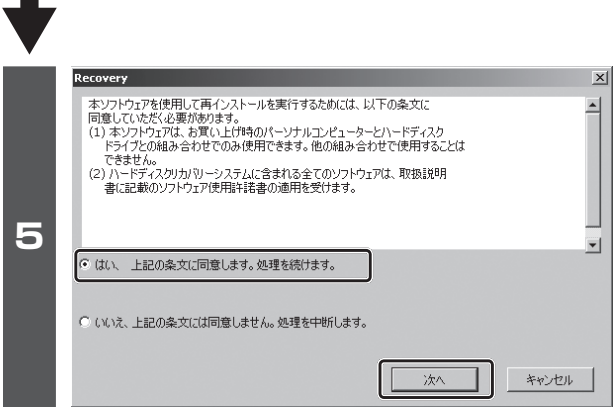 5
Recovery
本ソフトウェアを使用して再インストールを実行するためには、以下の条文に
同意していただく必要があります。
(1) 本ソフトウェアは、お買い上げ時のパーソナルコンピューターとハードディスク
ドライブとの組み合わせでのみ使用できます。他の組み合わせで使用することは
できません。
(2) ハードディスクリカバリーシステムに含まれる全てのソフトウェアは、取扱説明
書に記載のソフトウェア使用許諾書の適用を受けます。
はい、 上記の条文に同意します。処理を続けます。
いいえ、上記の条文には同意しません。処理を中断します。
次へ
キャンセル